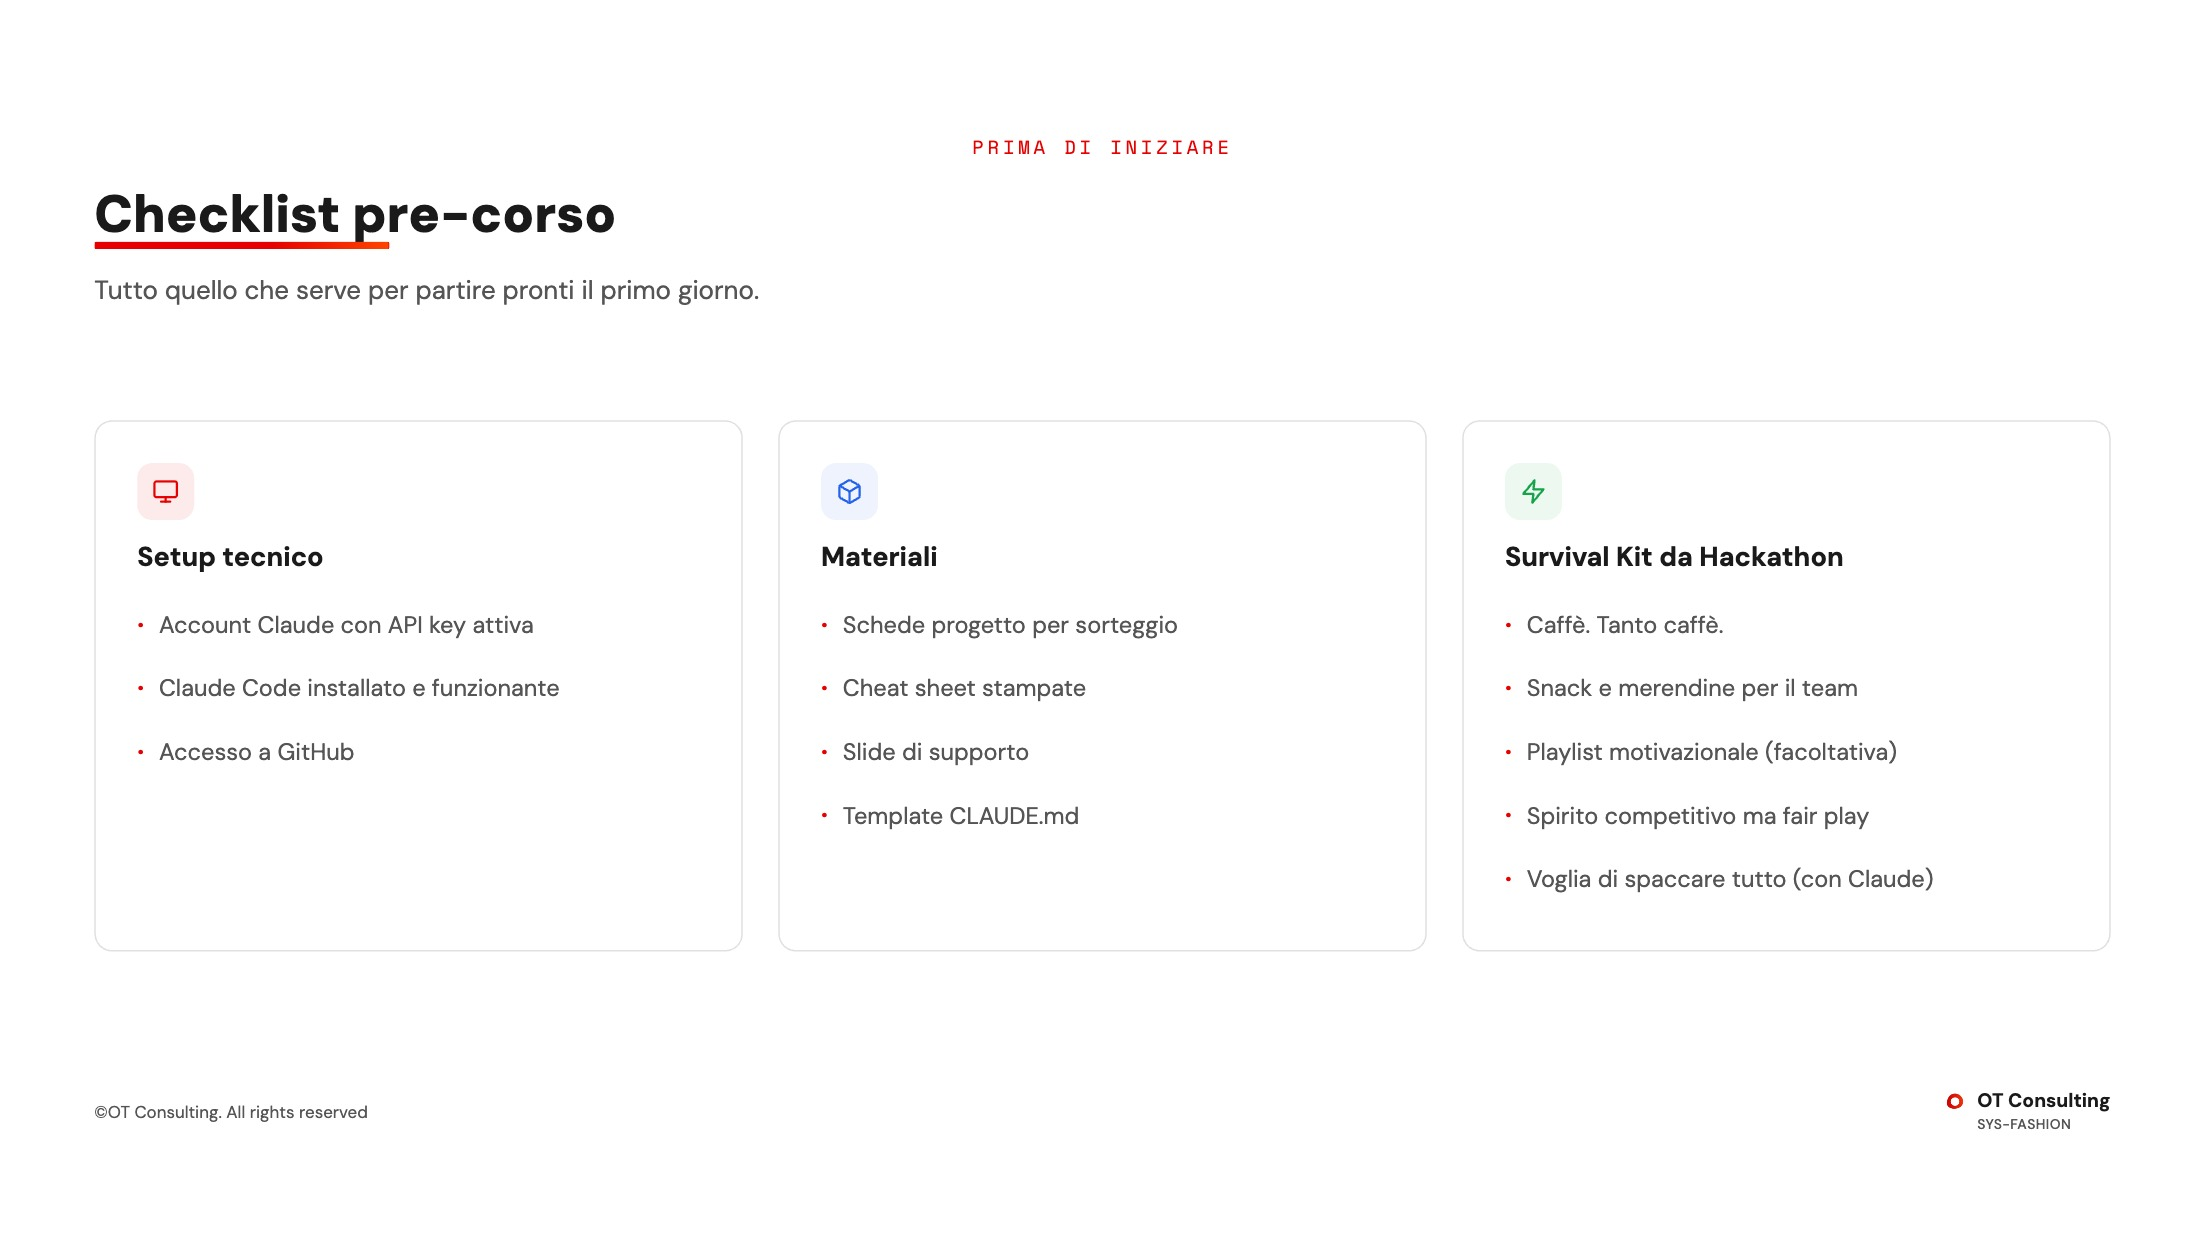 PRIMA DI INIZIARE
Checklist pre-corso
Tutto quello che serve per partire pronti il primo giorno.
Setup tecnico
• Account Claude con API key attiva
• Claude Code installato e funzionante
• Accesso a GitHub
Materiali
• Schede progetto per sorteggio
• Cheat sheet stampate
• Slide di supporto
• Template CLAUDE.md
Survival Kit da Hackathon
• Caffè. Tanto caffè.
• Snack e merendine per il team
• Playlist motivazionale (facoltativa)
• Spirito competitivo ma fair play
• Voglia di spaccare tutto (con Claude)
©OT Consulting. All rights reserved
OT Consulting
SYS-FASHION